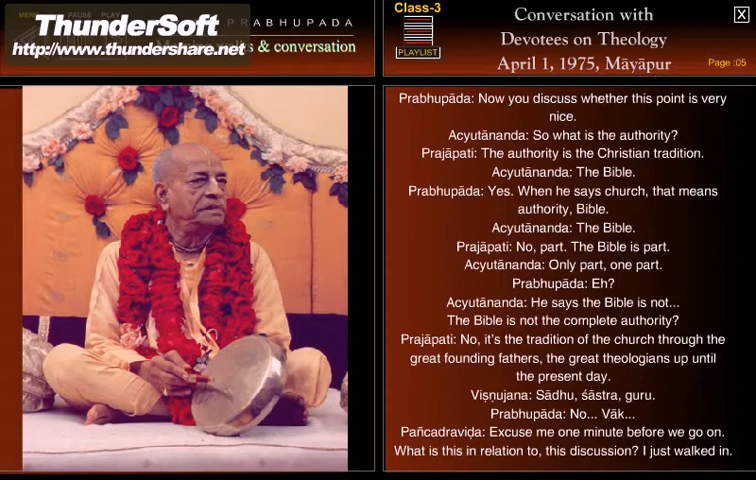 MENU PAUSE PLAY
ThunderSoft
PRABHUPADA
http://www.thundershare.net
s & conversation
Class-3
PLAYLIST
Conversation with
Devotees on Theology
April 1, 1975, Māyāpur
X
Page :05
Prabhupāda: Now you discuss whether this point is very
nice.
Acyutānanda: So what is the authority?
Prajāpati: The authority is the Christian tradition.
Acyutānanda: The Bible.
Prabhupāda: Yes. When he says church, that means
authority, Bible.
Acyutānanda: The Bible.
Prajāpati: No, part. The Bible is part.
Acyutānanda: Only part, one part.
Prabhupāda: Eh?
Acyutānanda: He says the Bible is not...
The Bible is not the complete authority?
Prajāpati: No, it's the tradition of the church through the
great founding fathers, the great theologians up until
the present day.
Viṣṇujana: Sādhu, śāstra, guru.
Prabhupāda: No... Vāk...
Pañcadraviḍa: Excuse me one minute before we go on.
What is this in relation to, this discussion? I just walked in.